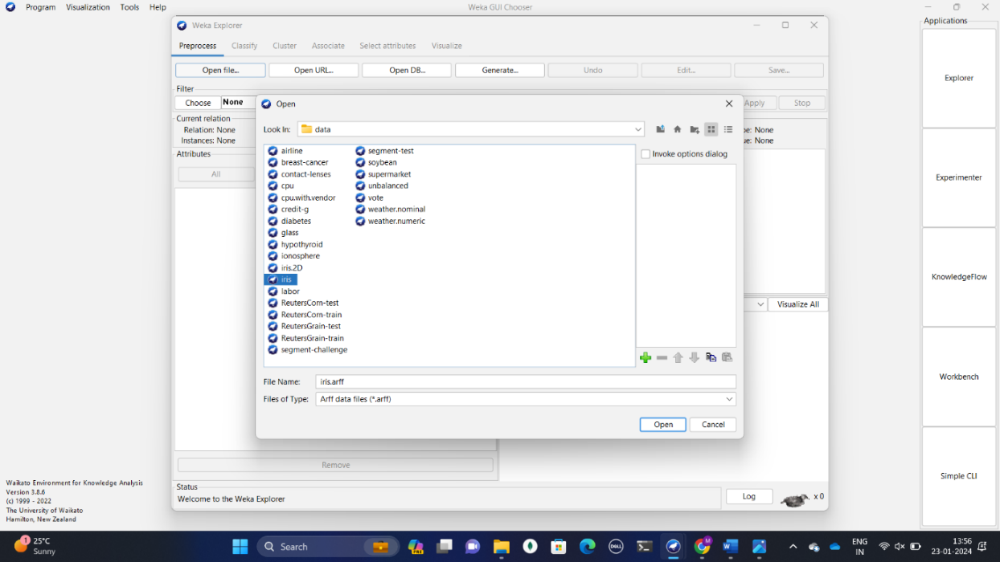 Program Visualization Tools Help
Weka GUI Chooser
Applications
Weka Explorer
Preprocess Classify Cluster Associate Select attributes Visualize
Open file... Open URL... Open DB... Generate... Undo Edit... Save...
Filter
Choose None Apply Stop
Current relation
Relation: None
Instances: None
pe: None
ue: None
Attributes
All
Open
Look In: data
airline
breast-cancer
contact-lenses
cpu
cpu.with.vendor
credit-g
diabetes
glass
hypothyroid
ionosphere
iris.2D
iris
labor
ReutersCorn-test
ReutersCorn-train
ReutersGrain-test
ReutersGrain-train
segment-challenge
segment-test
soybean
supermarket
unbalanced
vote
weather.nominal
weather.numeric
Invoke options dialog
File Name: iris.arff
Files of Type: Arff data files (*.arff)
Open Cancel
Visualize All
Remove
Status
Welcome to the Weka Explorer
Log x 0
Explorer
Experimenter
KnowledgeFlow
Workbench
Simple CLI
Waikato Environment for Knowledge Analysis
Version 3.8.6
(c) 1999 - 2022
The University of Waikato
Hamilton, New Zealand
1
25°C
Sunny
Search
PRE
DELL
M
W
ENG
IN
13:56
23-01-2024